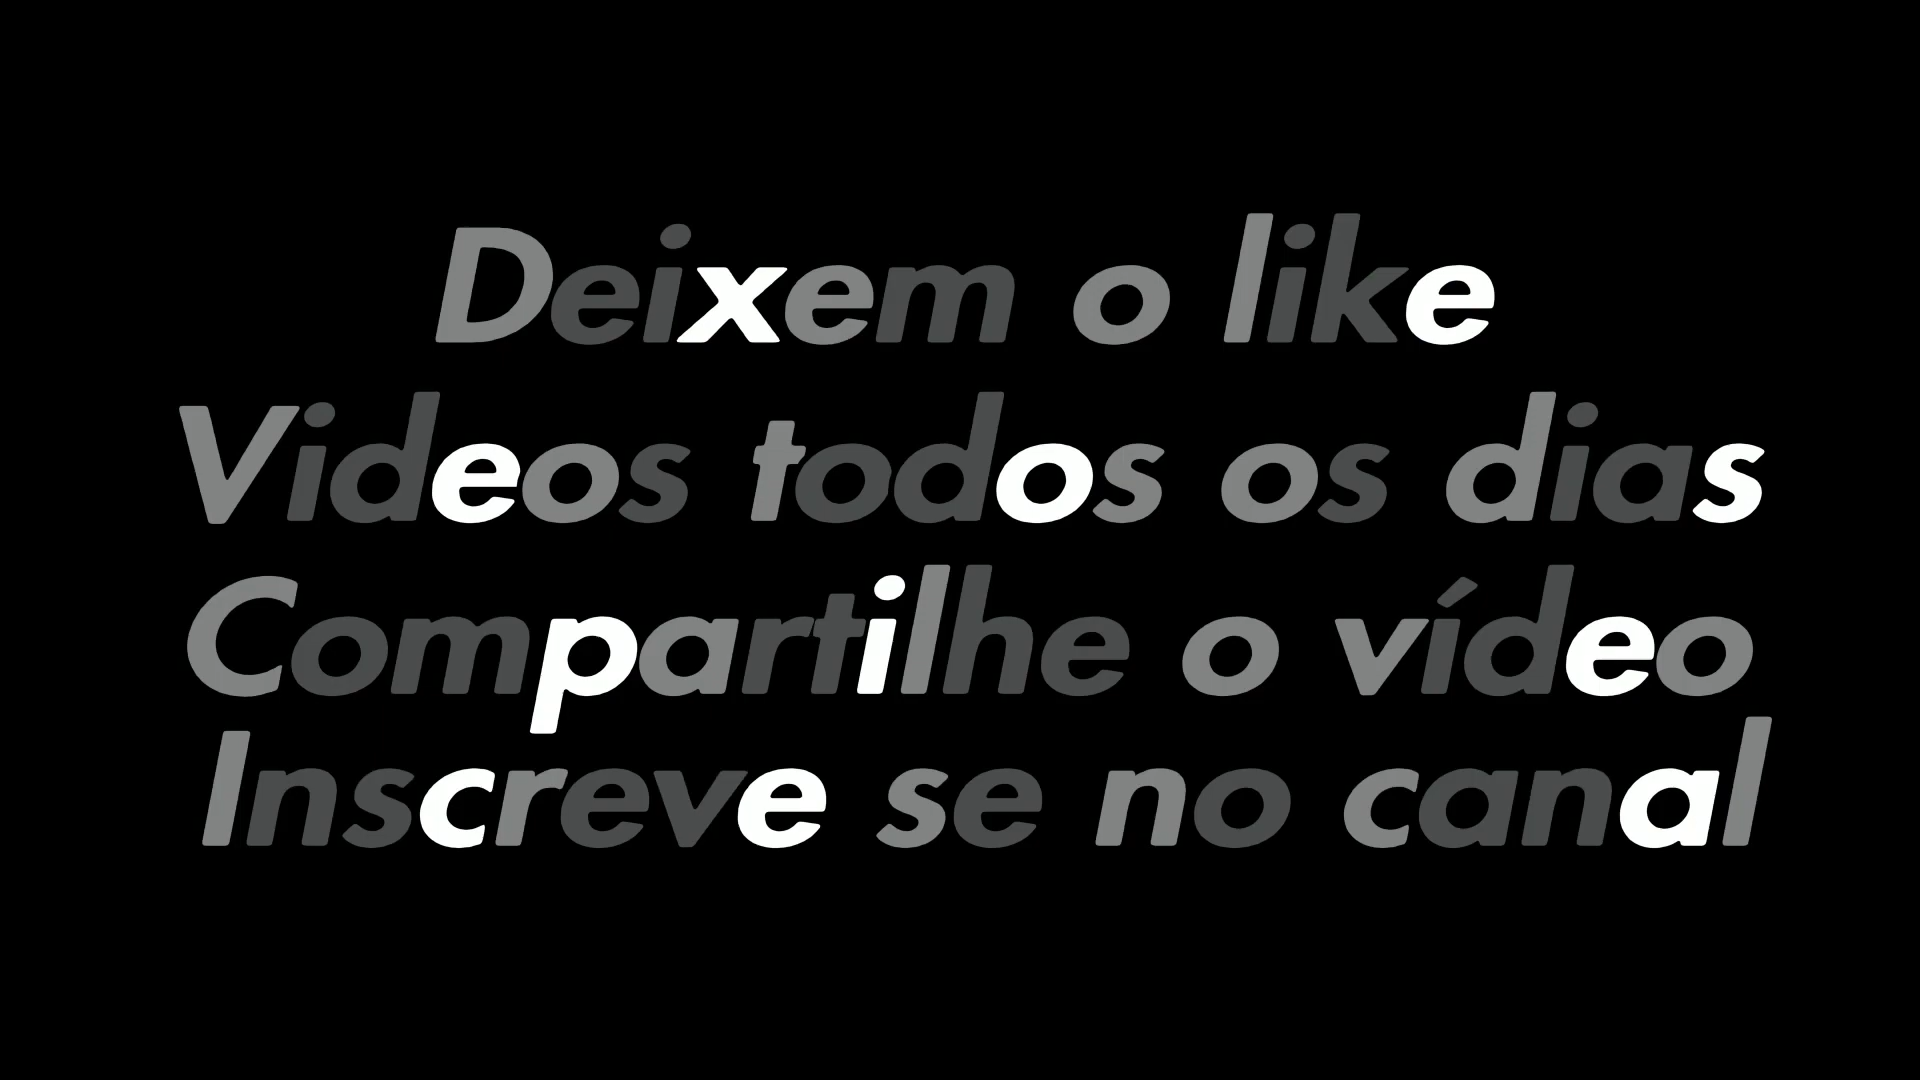 Deixem o like
Videos todos os dias
Compartilhe o vídeo
Inscreve se no canal